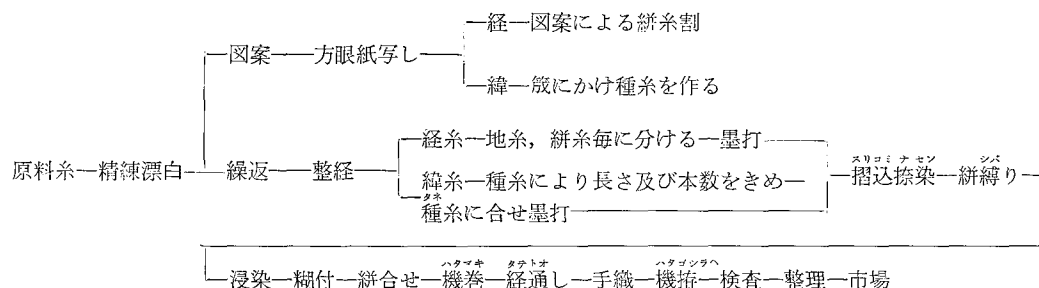 経―図案による絣糸割
図案――方眼紙写し
緯―筬にかけ種糸を作る
経糸―地糸，絣糸毎に分ける―墨打
スリコミ ナセン シバ
原料糸―精練漂白 繰返――整経 摺込捺染―絣縛り
緯糸―種糸により長さ及び本数をきめ
タネ
種糸に合せ墨打
ハタマキ タテトオ ハタゴシラヘ
浸染―糊付―絣合せ―機巻―経通し―手織―機拵―検査―整理―市場